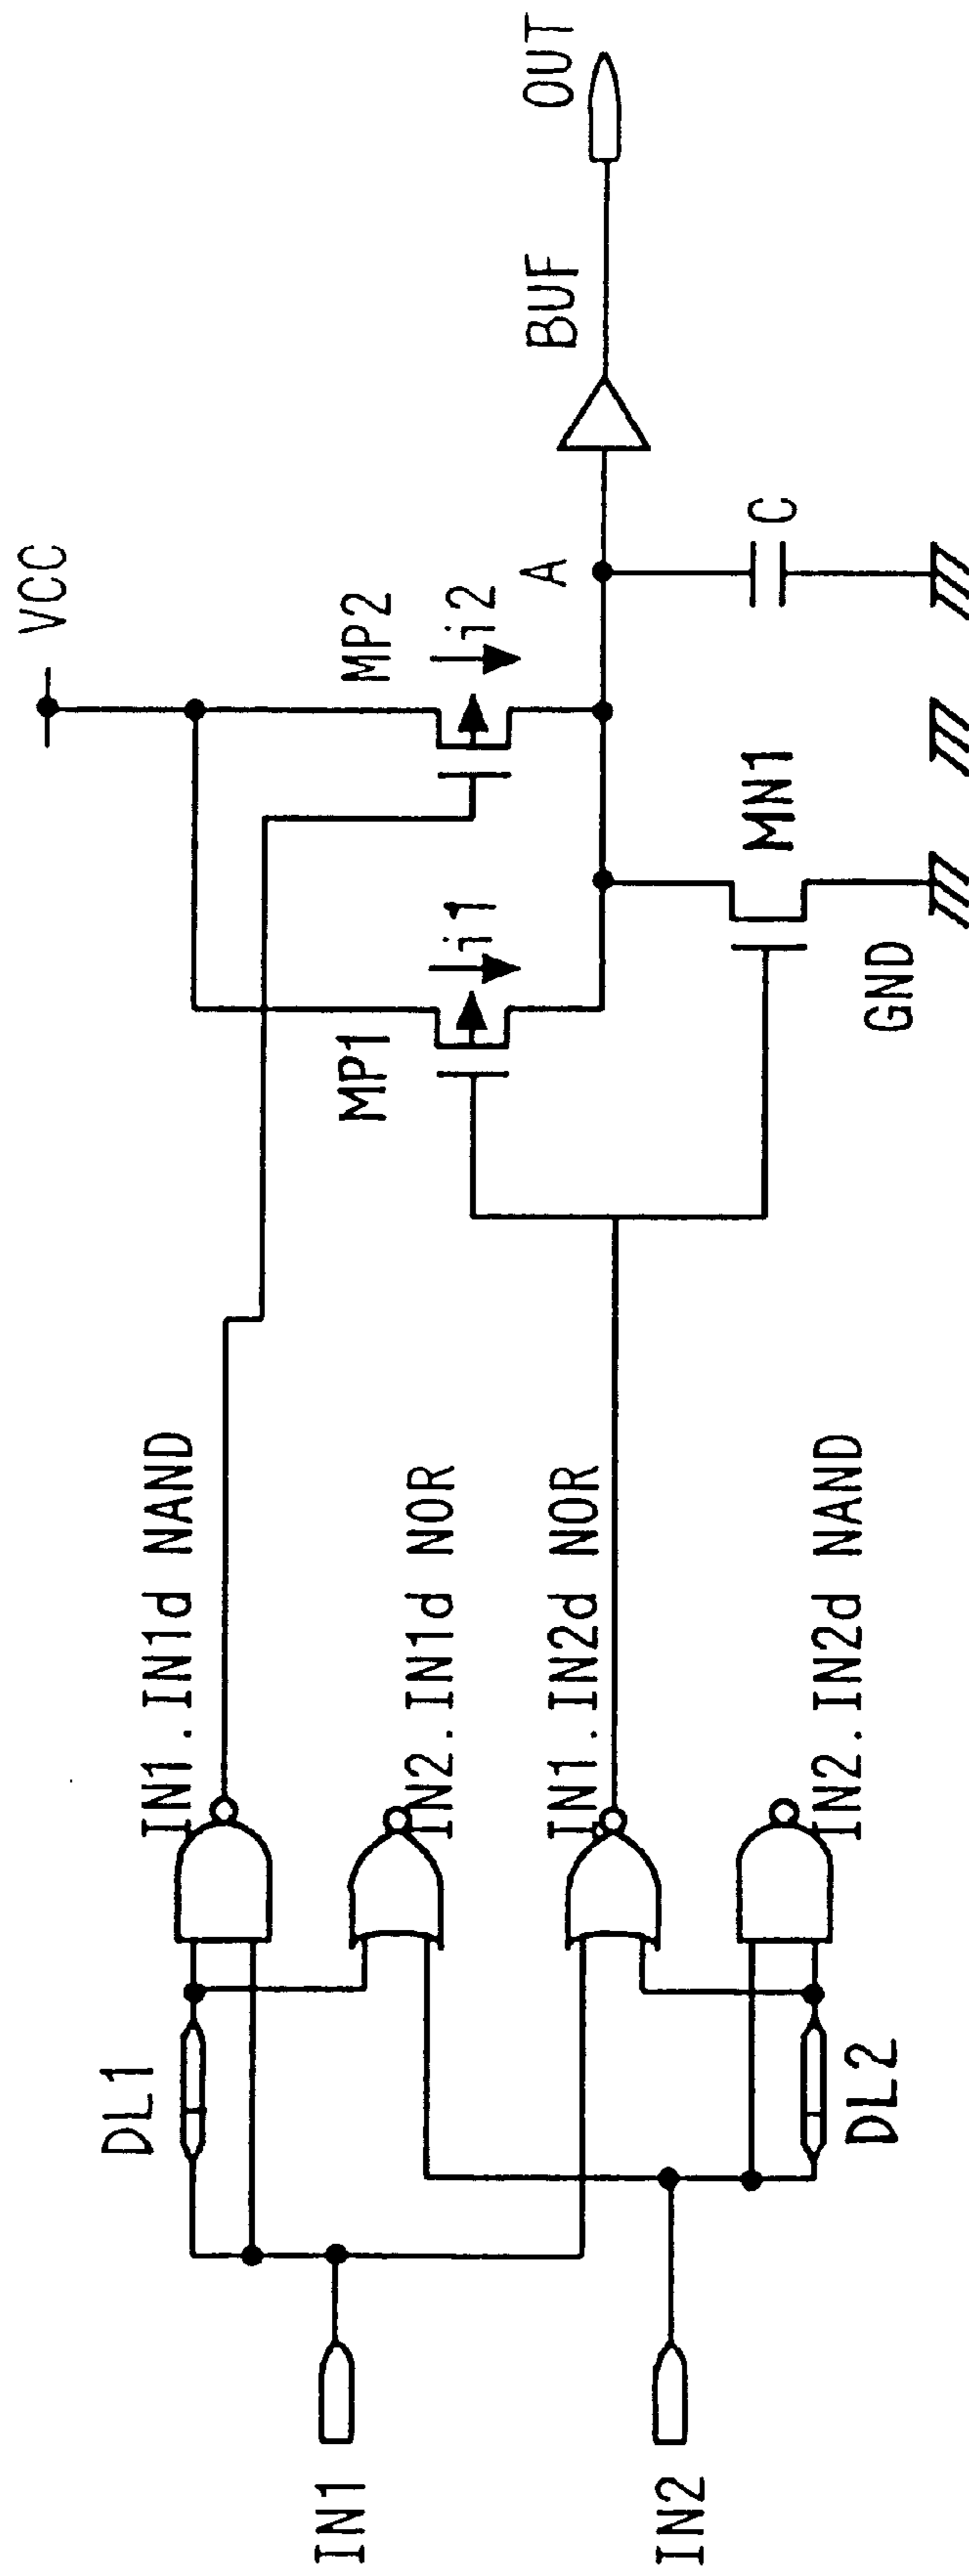 VCC
DL1
IN1.IN1d NAND
MP2
i2
MP1
i1
IN1
IN2.IN1d NOR
A
BUF
OUT
IN1.IN2d NOR
C
MN1
IN2
DL2
IN2.IN2d NAND
GND